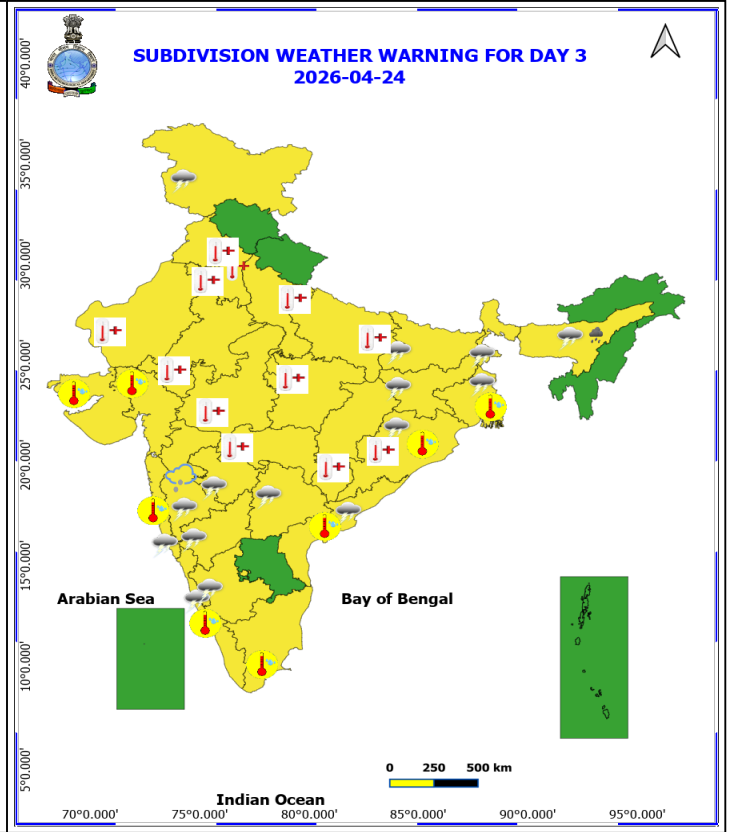 SUBDIVISION WEATHER WARNING FOR DAY 3
2026-04-24
40°0.000'
35°0.000'
30°0.000'
25°0.000'
20°0.000'
15°0.000'
10°0.000'
5°0.000'
Arabian Sea
Bay of Bengal
0 250 500 km
Indian Ocean
70°0.000' 75°0.000' 80°0.000' 85°0.000' 90°0.000' 95°0.000'